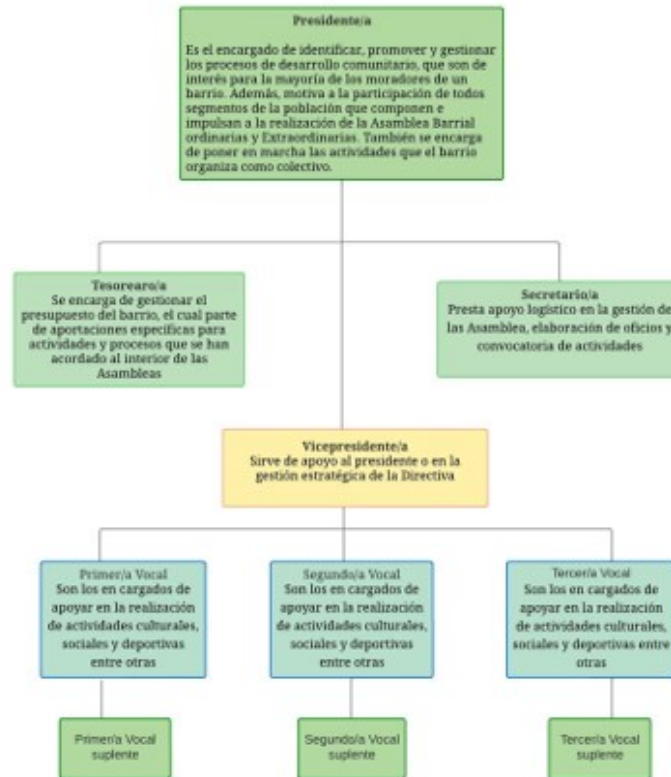 Presidente/a
Es el encargado de identificar, promover y gestionar
los procesos de desarrollo comunitario, que son de
interés para la mayoría de los moradores de un
barrio. Además, motiva a la participación de todos
segmentos de la población que componen e
impulsan a la realización de la Asamblea Barrial
ordinarias y Extraordinarias. También se encarga
de poner en marcha las actividades que el barrio
organiza como colectivo.
Tesorearo/a
Se encarga de gestionar el
presupuesto del barrio, el cual parte
de aportaciones específicas para
actividades y procesos que se han
acordado al interior de las
Asambleas
Secretario/a
Presta apoyo logístico en la gestión de
las Asamblea, elaboración de oficios y
convocatoria de actividades
Vicepresidente/a
Sirve de apoyo al presidente o en la
gestión estratégica de la Directiva
Primer/a Vocal
Son los en cargados de
apoyar en la realización
de actividades culturales,
sociales y deportivas
entre otras
Segundo/a Vocal
Son los en cargados de
apoyar en la realización
de actividades culturales,
sociales y deportivas
entre otras
Tercer/a Vocal
Son los en cargados de
apoyar en la realización
de actividades culturales,
sociales y deportivas entre
otras
Primer/a Vocal
suplente
Segundo/a Vocal
suplente
Tercer/a Vocal
suplente